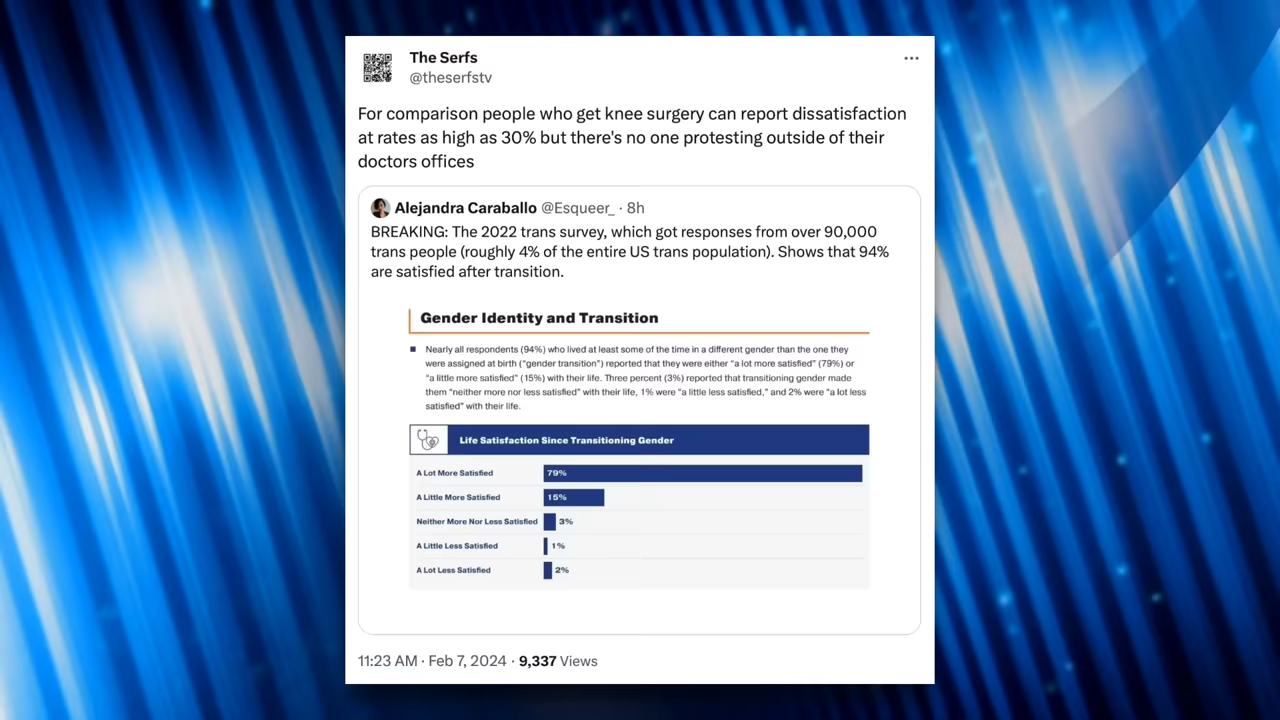 The Serfs
@theserfstv
For comparison people who get knee surgery can report dissatisfaction
at rates as high as 30% but there's no one protesting outside of their
doctors offices
Alejandra Caraballo @Esqueer_ · 8h
BREAKING: The 2022 trans survey, which got responses from over 90,000
trans people (roughly 4% of the entire US trans population). Shows that 94%
are satisfied after transition.
Gender Identity and Transition
Nearly all respondents (94%) who lived at least some of the time in a different gender than the one they
were assigned at birth ("gender transition") reported that they were either "a lot more satisfied" (79%) or
"a little more satisfied" (15%) with their life. Three percent (3%) reported that transitioning gender made
them "neither more nor less satisfied" with their life, 1% were "a little less satisfied," and 2% were "a lot less
satisfied" with their life.
Life Satisfaction Since Transitioning Gender
A Lot More Satisfied 79%
A Little More Satisfied 15%
Neither More Nor Less Satisfied 3%
A Little Less Satisfied 1%
A Lot Less Satisfied 2%
11:23 AM · Feb 7, 2024 · 9,337 Views